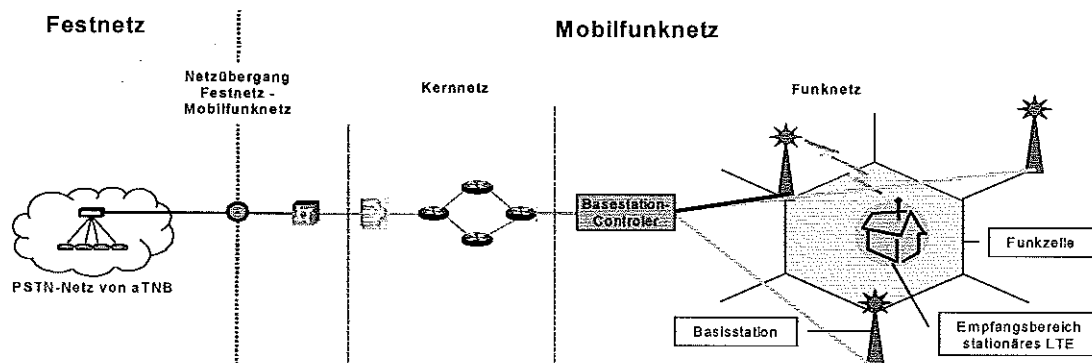 Festnetz
Mobilfunknetz
Netzübergang
Festnetz -
Mobilfunknetz
Kernnetz
Funknetz
Basestation-
Controler
Funkzelle
PSTN-Netz von aTNB
Basisstation
Empfangsbereich
stationäres LTE